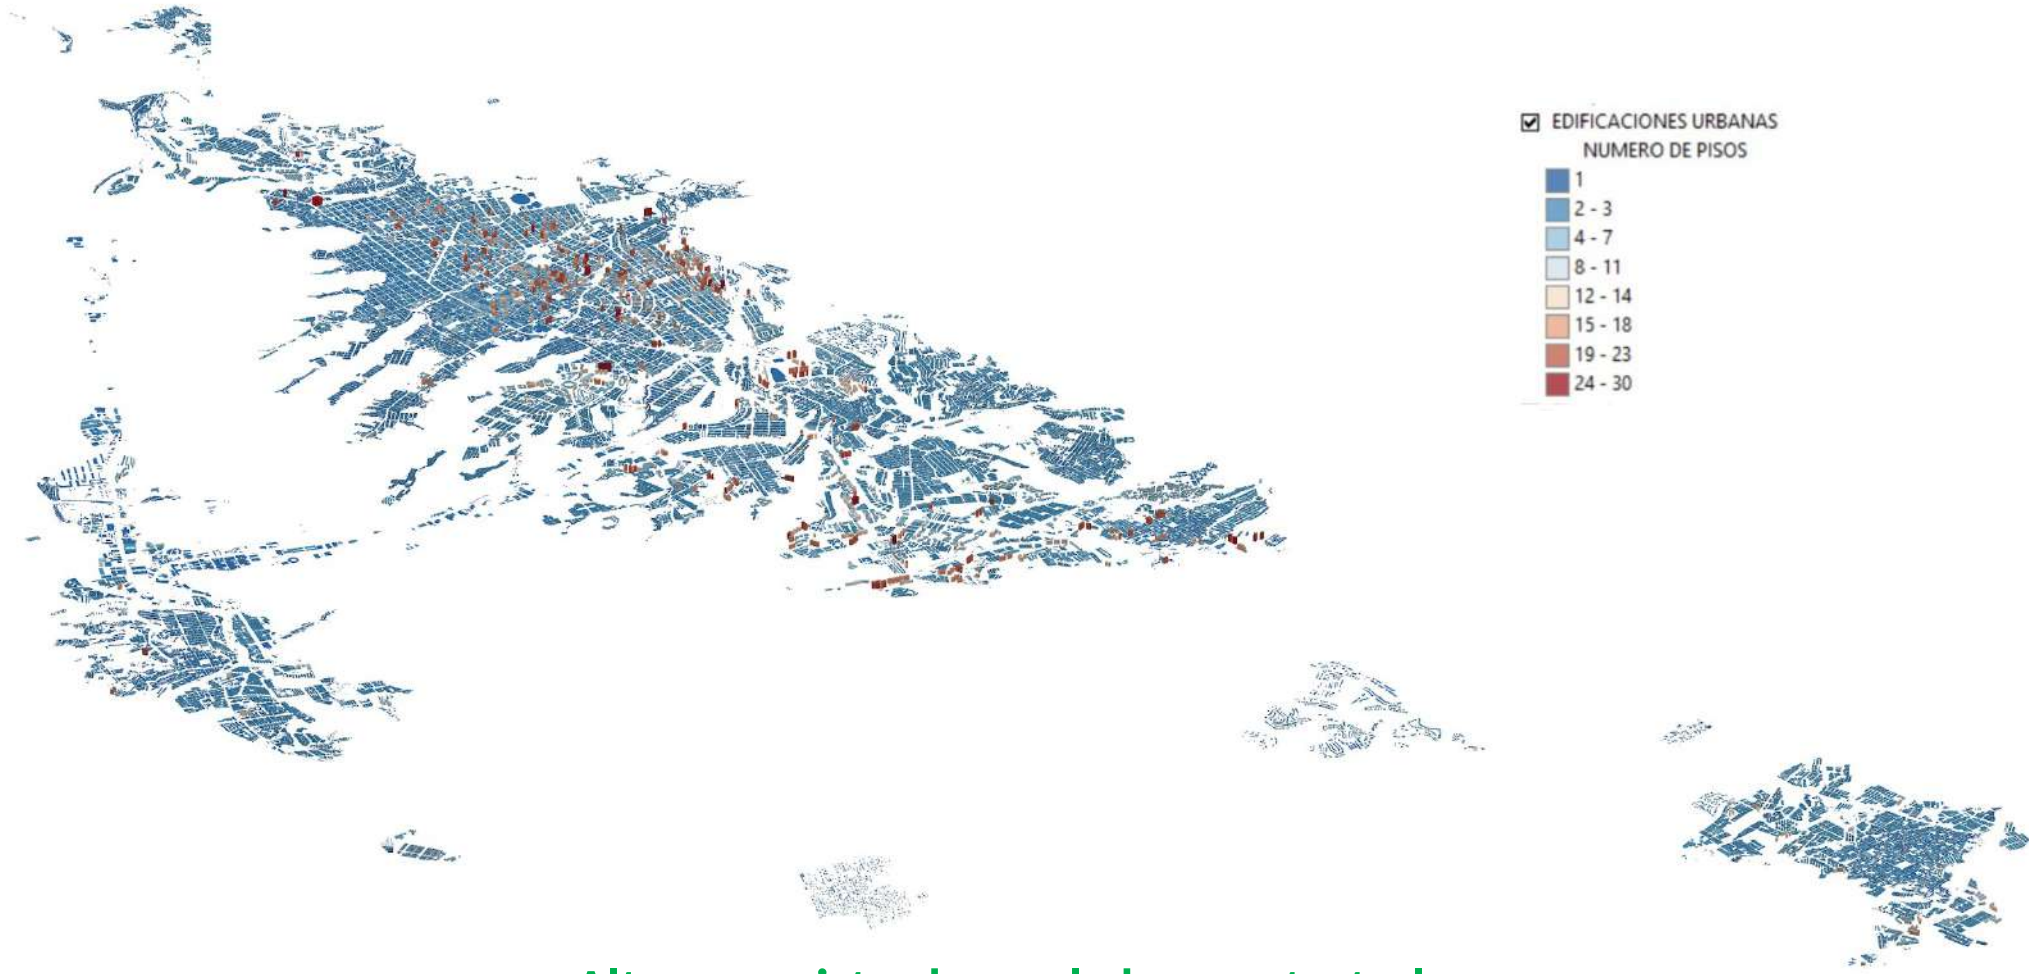 EDIFICACIONES URBANAS
NUMERO DE PISOS
1
2 - 3
4 - 7
8 - 11
12 - 14
15 - 18
19 - 23
24 - 30